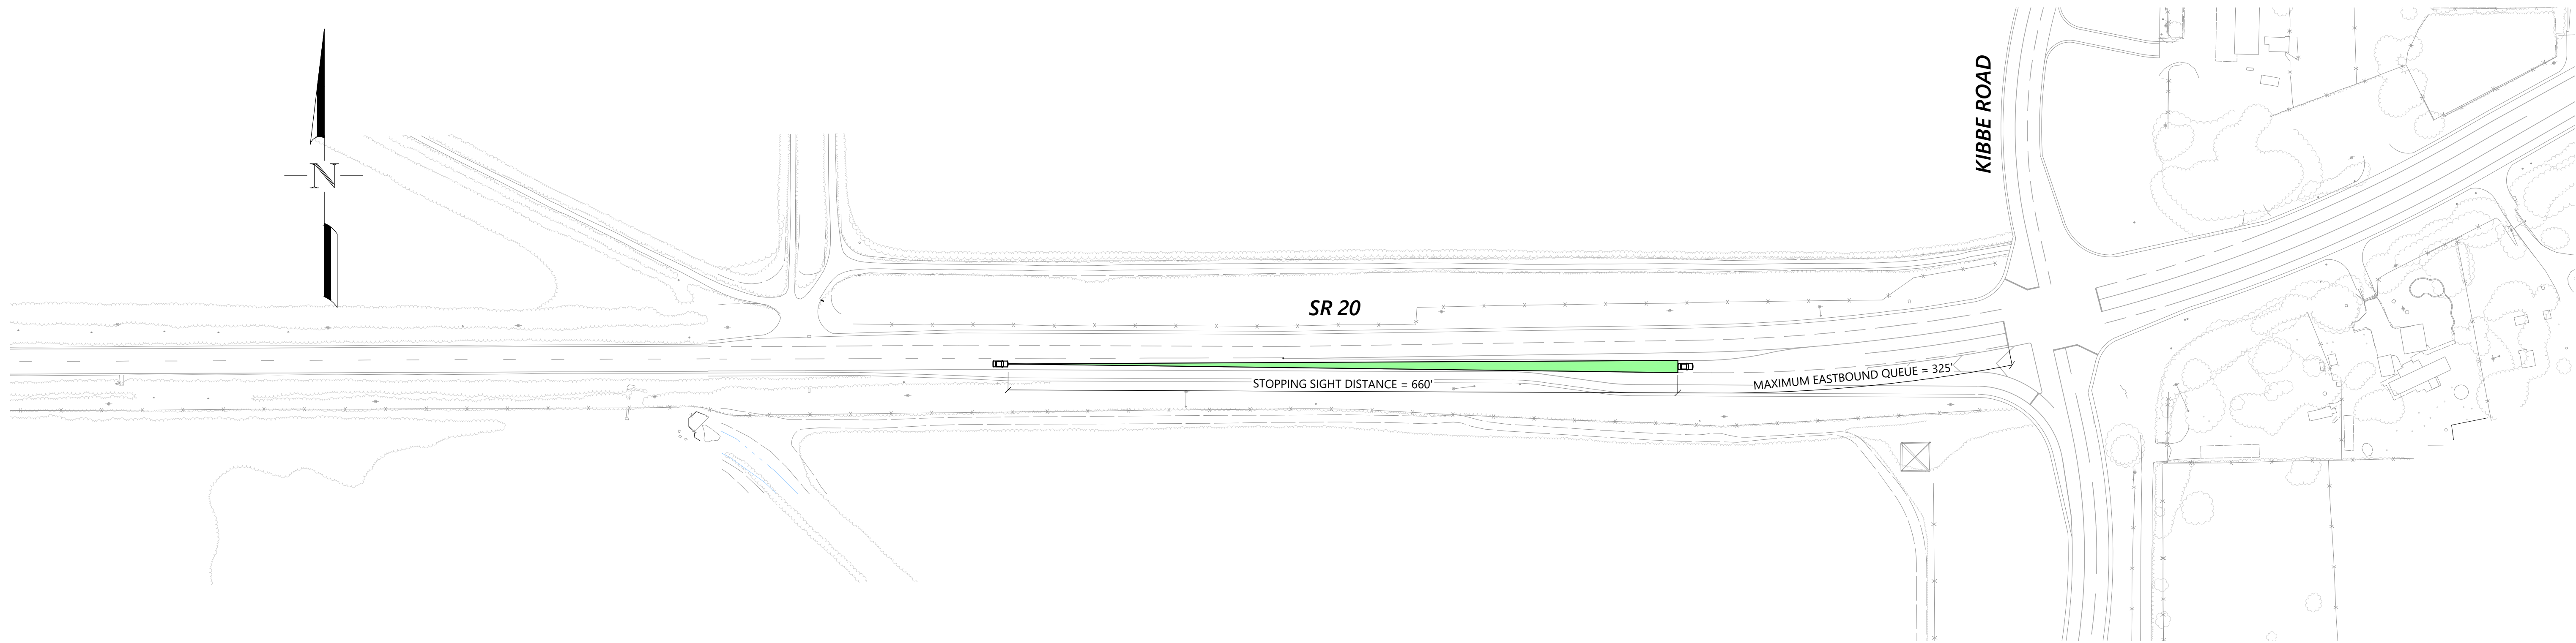 KIBBE ROAD
N
SR 20
STOPPING SIGHT DISTANCE = 660'
MAXIMUM EASTBOUND QUEUE = 325'